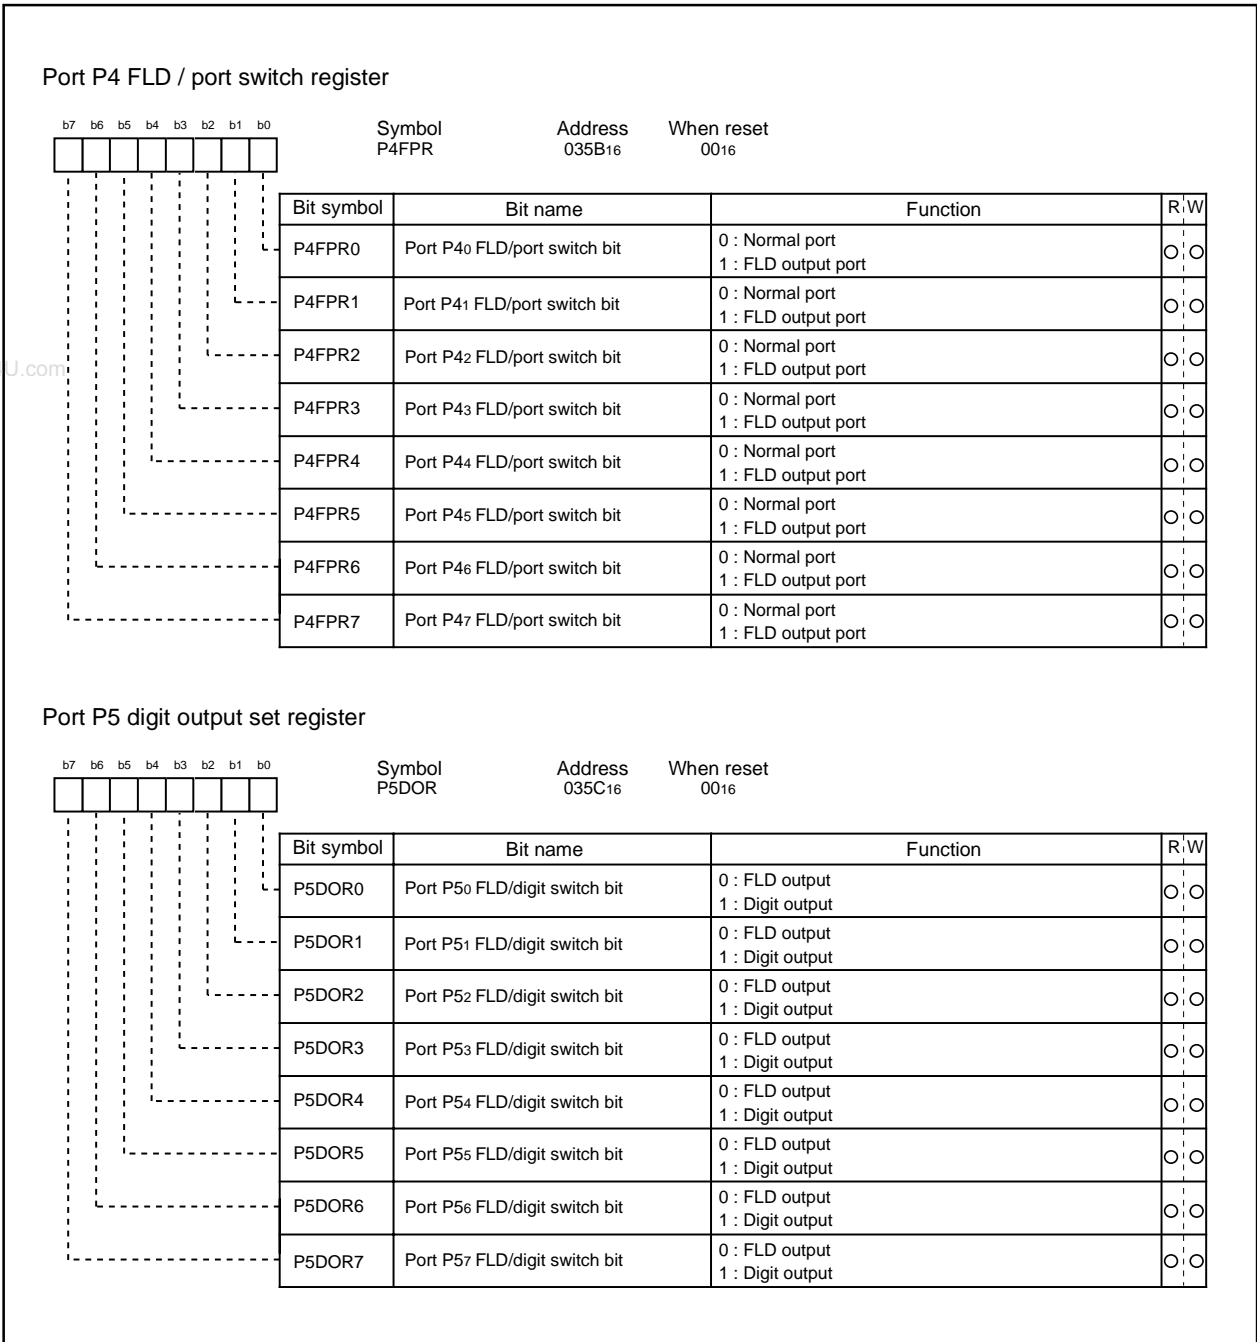 Port P4 FLD / port switch register
b7 b6 b5 b4 b3 b2 b1 b0
Symbol Address When reset
P4FPR 035B16 0016
Bit symbol Bit name Function R W
P4FPR0 Port P40 FLD/port switch bit 0 : Normal port
1 : FLD output port
P4FPR1 Port P41 FLD/port switch bit 0 : Normal port
1 : FLD output port
U.com
P4FPR2 Port P42 FLD/port switch bit 0 : Normal port
1 : FLD output port
P4FPR3 Port P43 FLD/port switch bit 0 : Normal port
1 : FLD output port
P4FPR4 Port P44 FLD/port switch bit 0 : Normal port
1 : FLD output port
P4FPR5 Port P45 FLD/port switch bit 0 : Normal port
1 : FLD output port
P4FPR6 Port P46 FLD/port switch bit 0 : Normal port
1 : FLD output port
P4FPR7 Port P47 FLD/port switch bit 0 : Normal port
1 : FLD output port
Port P5 digit output set register
b7 b6 b5 b4 b3 b2 b1 b0
Symbol Address When reset
P5DOR 035C16 0016
Bit symbol Bit name Function R W
P5DOR0 Port P50 FLD/digit switch bit 0 : FLD output
1 : Digit output
P5DOR1 Port P51 FLD/digit switch bit 0 : FLD output
1 : Digit output
P5DOR2 Port P52 FLD/digit switch bit 0 : FLD output
1 : Digit output
P5DOR3 Port P53 FLD/digit switch bit 0 : FLD output
1 : Digit output
P5DOR4 Port P54 FLD/digit switch bit 0 : FLD output
1 : Digit output
P5DOR5 Port P55 FLD/digit switch bit 0 : FLD output
1 : Digit output
P5DOR6 Port P56 FLD/digit switch bit 0 : FLD output
1 : Digit output
P5DOR7 Port P57 FLD/digit switch bit 0 : FLD output
1 : Digit output